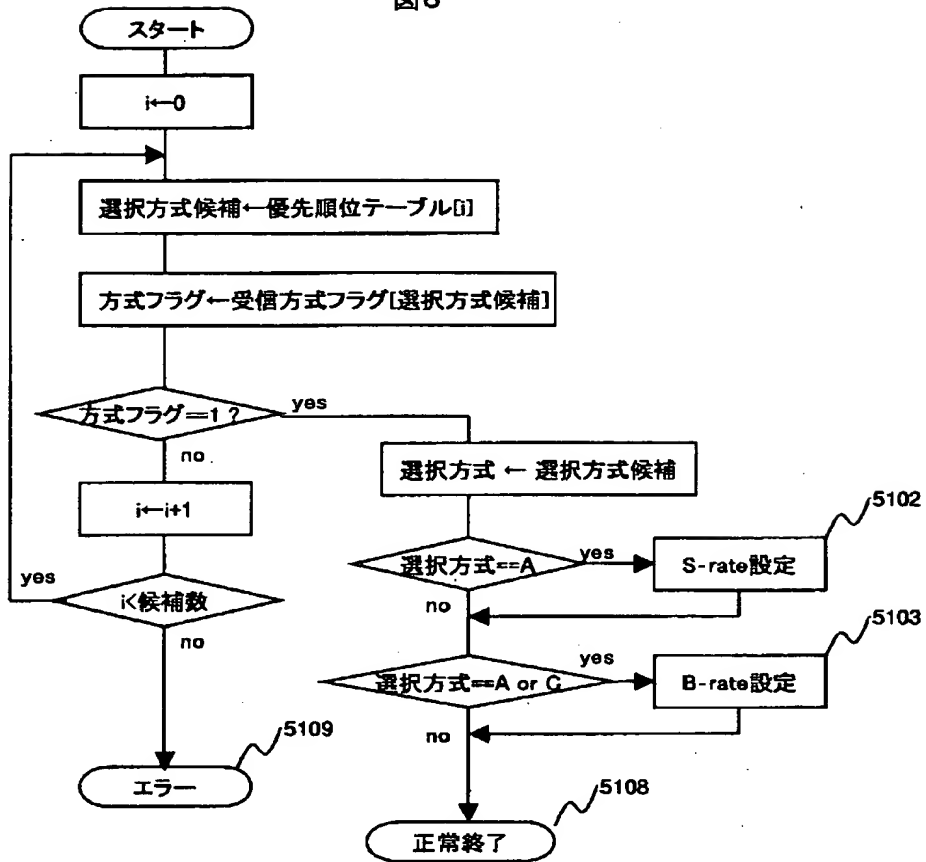 図6
スタート
i←0
選択方式候補←優先順位テーブル[i]
方式フラグ←受信方式フラグ[選択方式候補]
方式フラグ==1 ?
yes
no
i←i+1
i<候補数
yes
no
5109
エラー
選択方式 ← 選択方式候補
選択方式==A
yes
no
5102
S-rate設定
選択方式==A or C
yes
no
5103
B-rate設定
5108
正常終了